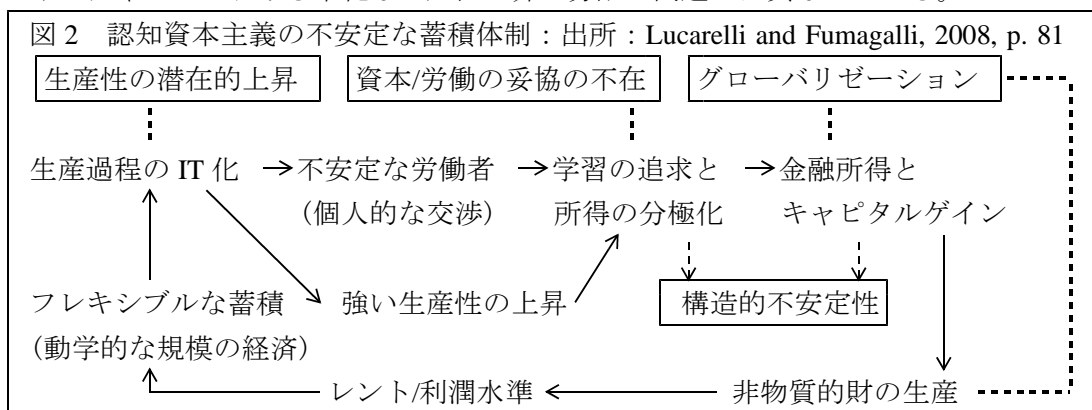 図 2 認知資本主義の不安定な蓄積体制：出所：Lucarelli and Fumagalli, 2008, p. 81
生産性の潜在的上昇 資本/労働の妥協の不在 グローバリゼーション
生産過程の IT 化 不安定な労働者 学習の追求と 金融所得と
（個人的な交渉） 所得の分極化 キャピタルゲイン
フレキシブルな蓄積 強い生産性の上昇 構造的不安定性
(動学的な規模の経済）
レント/利潤水準 非物質的財の生産